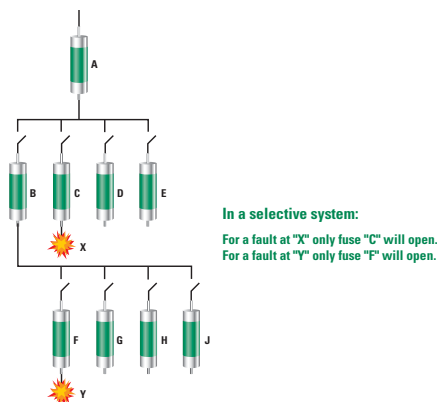 A
B
C
D
E
X
In a selective system:
For a fault at "X" only fuse "C" will open.
For a fault at "Y" only fuse "F" will open.
F
G
H
J
Y